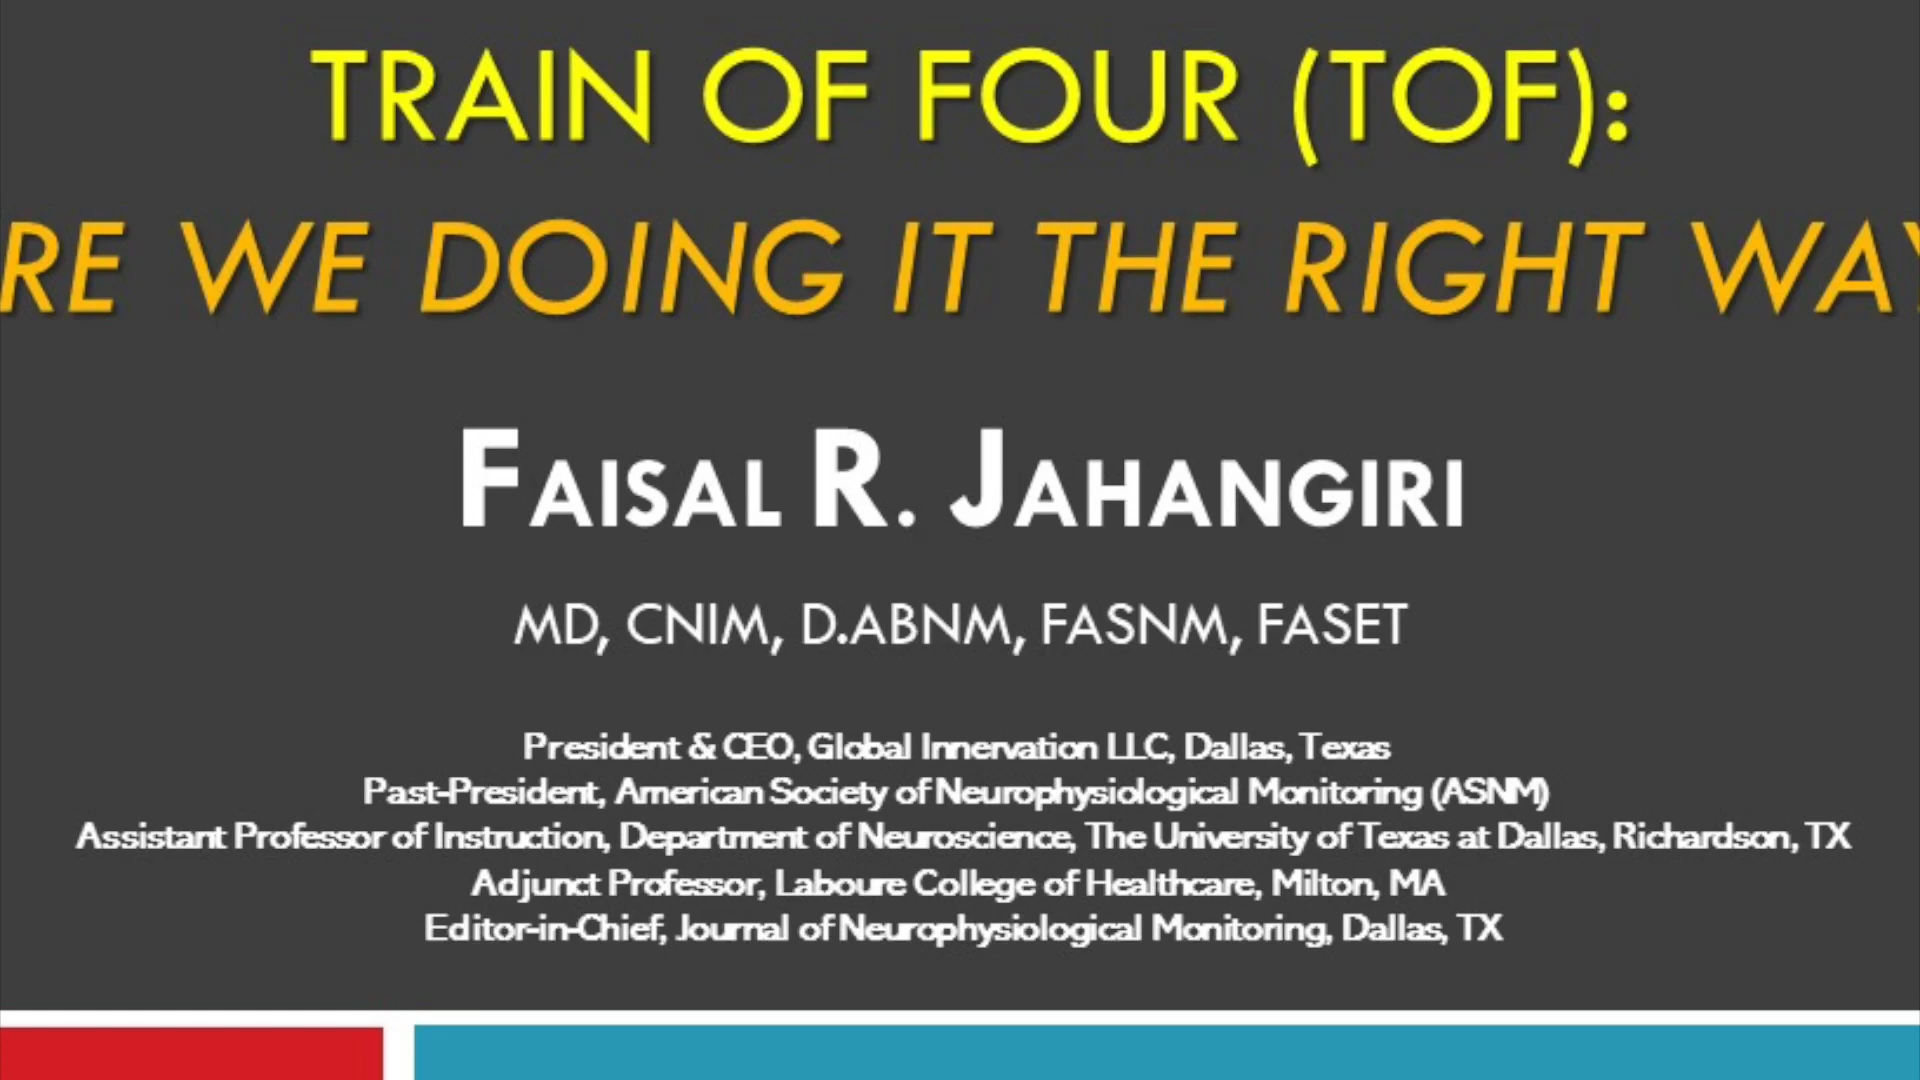 TRAIN OF FOUR (TOF):
RE WE DOING IT THE RIGHT WAY
FAISAL R. JAHANGIRI
MD, CNIM, D.ABNM, FASNM, FASET
President & CEO, Global Innervation LLC, Dallas, Texas
Past-President, American Society of Neurophysiological Monitoring (ASNM)
Assistant Professor of Instruction, Department of Neuroscience, The University of Texas at Dallas, Richardson, TX
Adjunct Professor, Laboure College of Healthcare, Milton, MA
Editor-in-Chief, Journal of Neurophysiological Monitoring, Dallas, TX